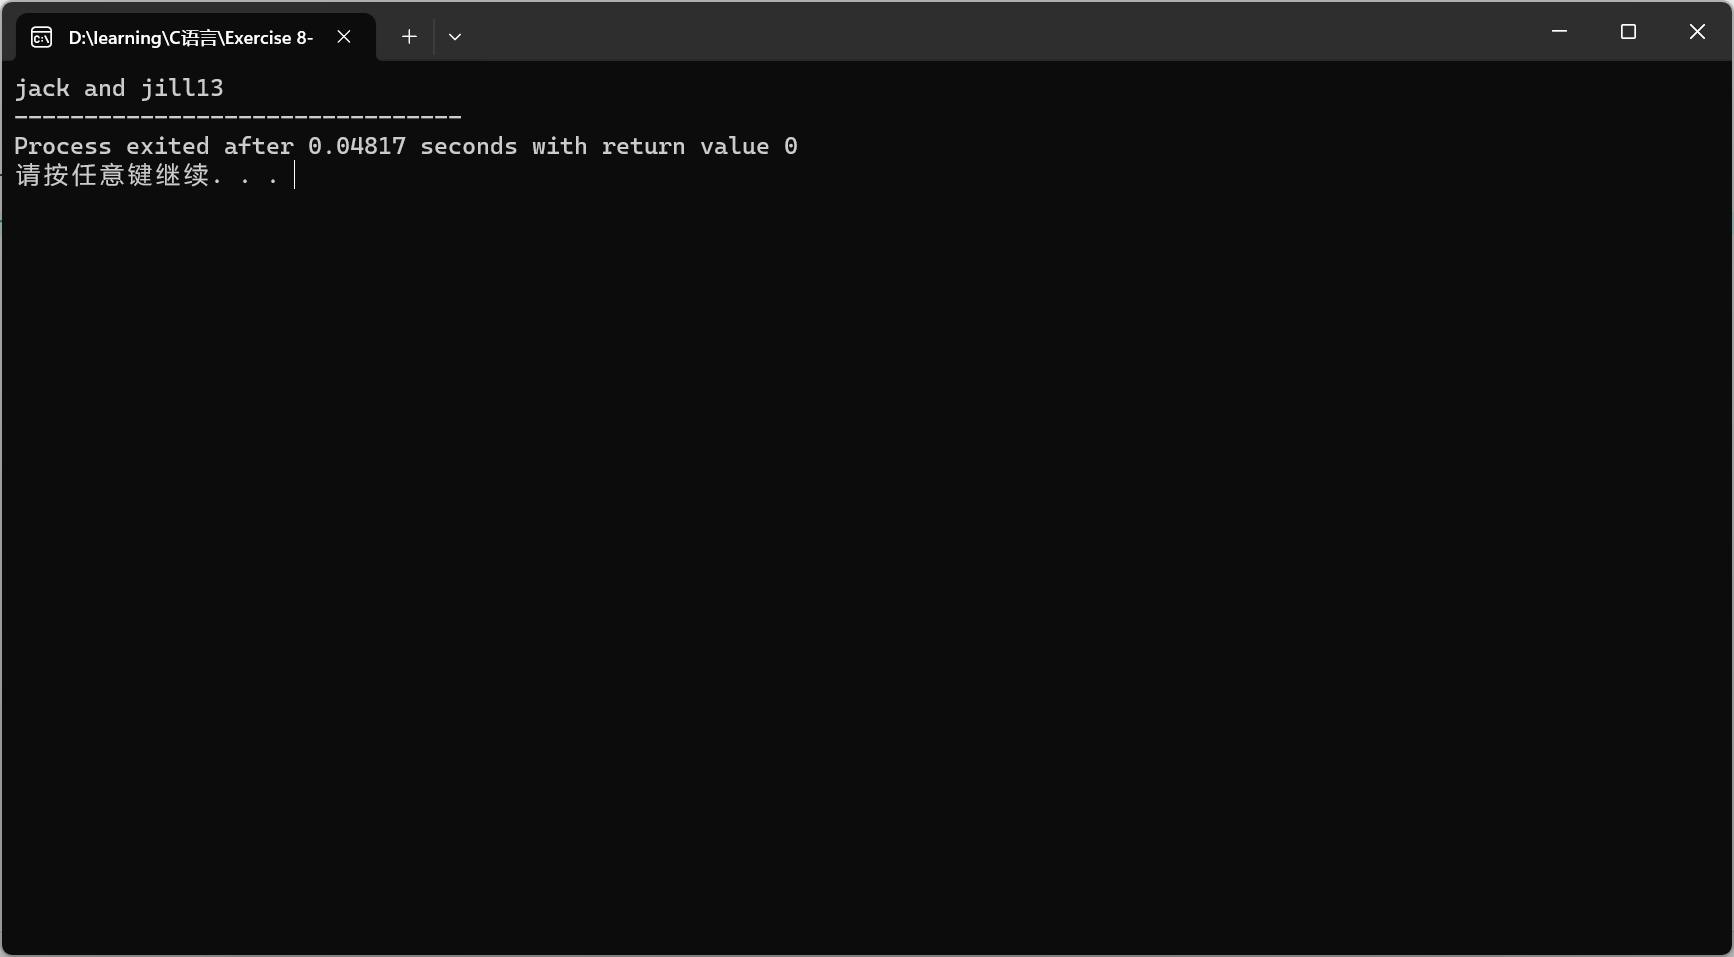 D:\learning\C语言\Exercise 8-
jack and jill13
--------------------------------
Process exited after 0.04817 seconds with return value 0
请按任意键继续. . .